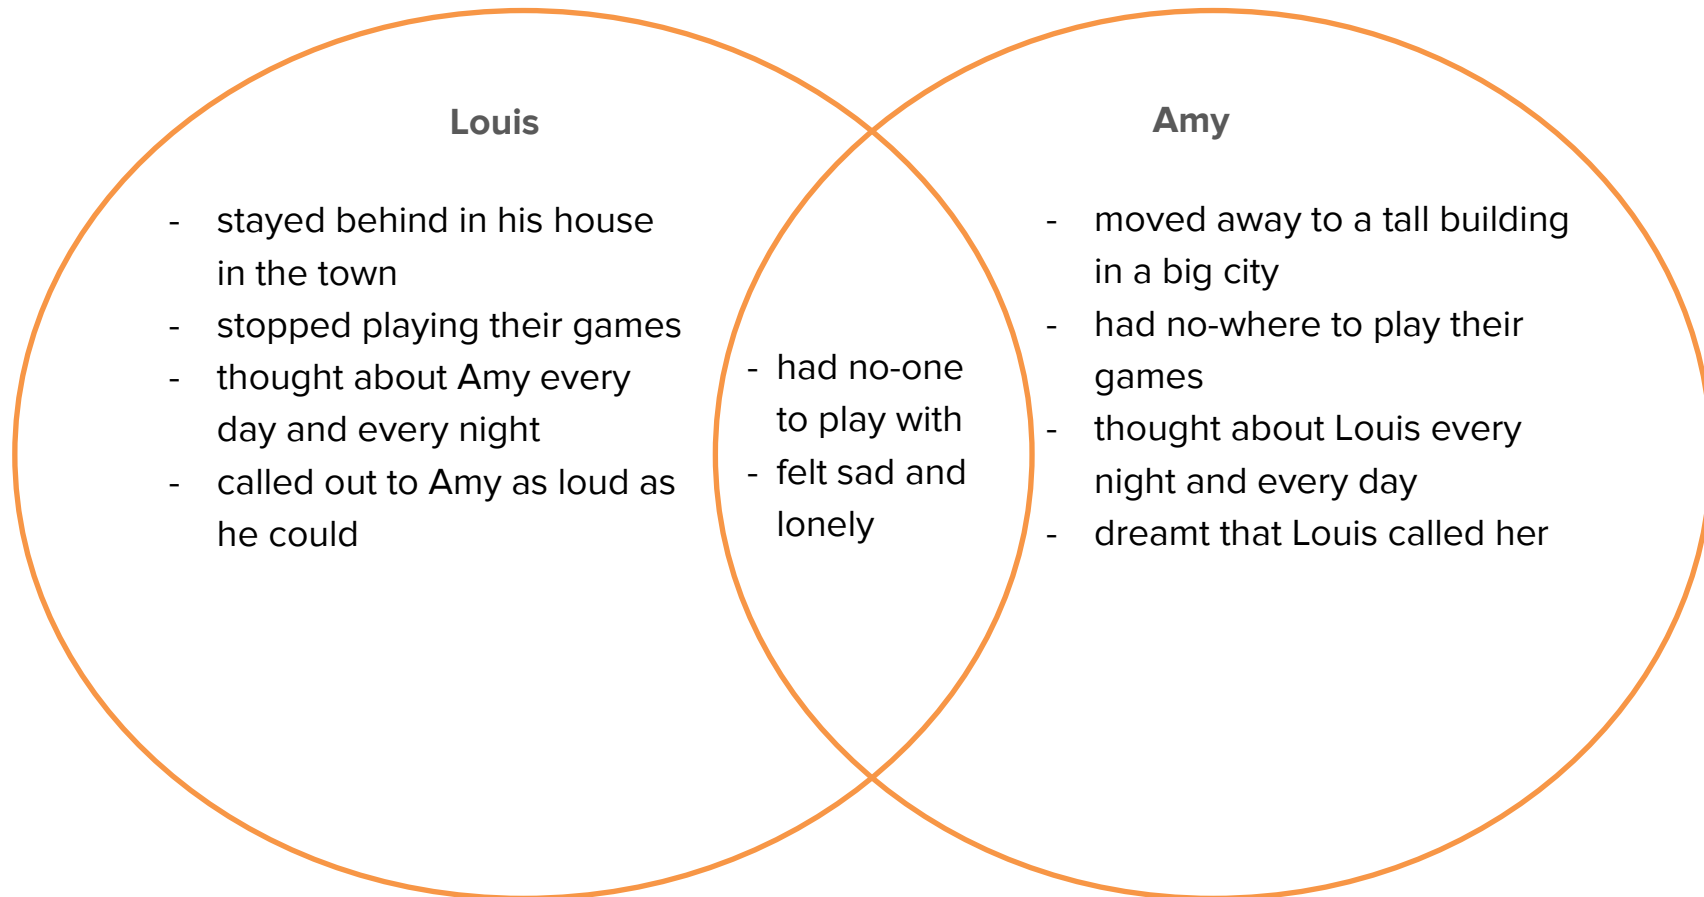 Louis
- stayed behind in his house
in the town
- stopped playing their games
- thought about Amy every
day and every night
- called out to Amy as loud as
he could
- had no-one
to play with
- felt sad and
lonely
Amy
- moved away to a tall building
in a big city
- had no-where to play their
games
- thought about Louis every
night and every day
- dreamt that Louis called her